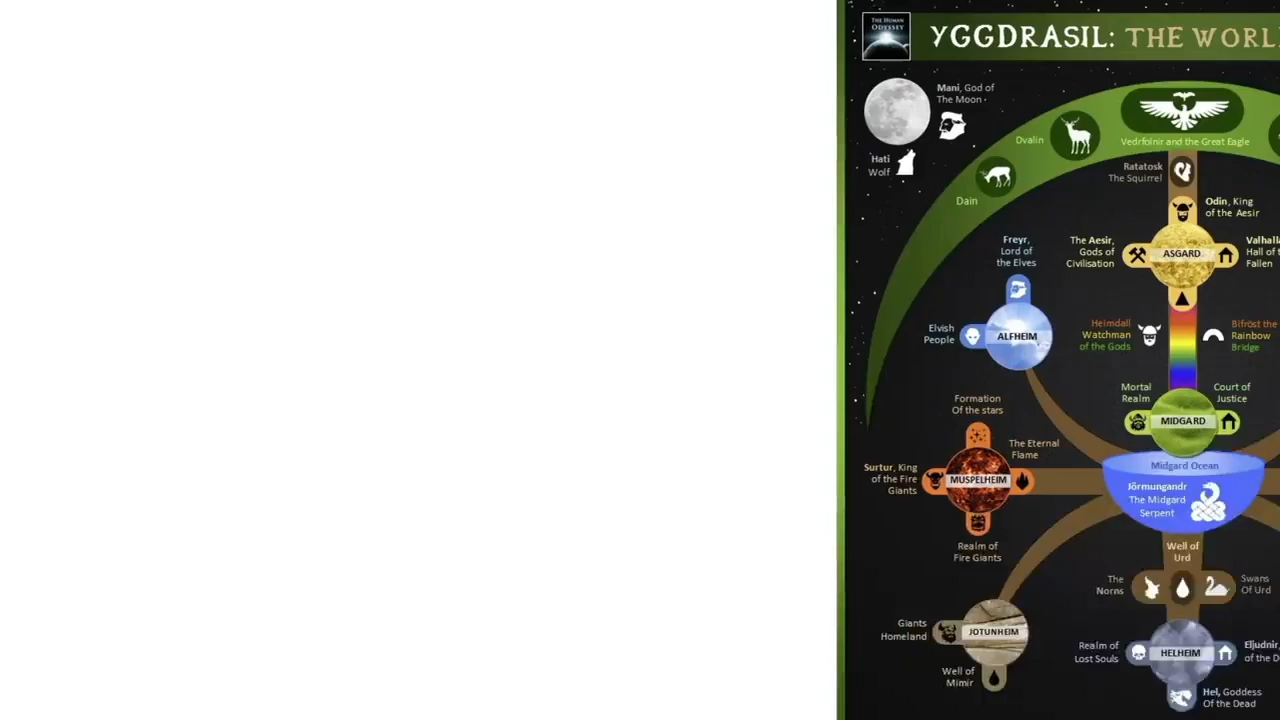 THE HUMAN
ODYSSEY
YGGDRASIL: THE WORL
Mani, God of
The Moon
Hati
Wolf
Ovalin
Dain
Vedrfolnir and the Great Eagle
Ratatosk
The Squirrel
Odin, King
of the Aesir
Freyr,
Lord of
the Elves
The Aesir,
Gods of
Civilisation
ASGARD
Valhall
Hall of t
Fallen
Elvish
People
ALFHEIM
Heimdall
Watchman
of the Gods
Bifröst the
Rainbow
Bridge
Mortal
Realm
Court of
Justice
MIDGARD
Formation
Of the stars
The Eternal
Flame
Surtur, King
of the Fire
Giants
MUSPELHEIM
Realm of
Fire Giants
Midgard Ocean
Jörmungandr
The Midgard
Serpent
Well of
Urd
The
Norns
Swans
Of Urd
Giants
Homeland
JOTUNHEIM
Well of
Mimir
Realm of
Lost Souls
HELHEIM
Eljudnir,
of the D
Hel, Goddess
Of the Dead